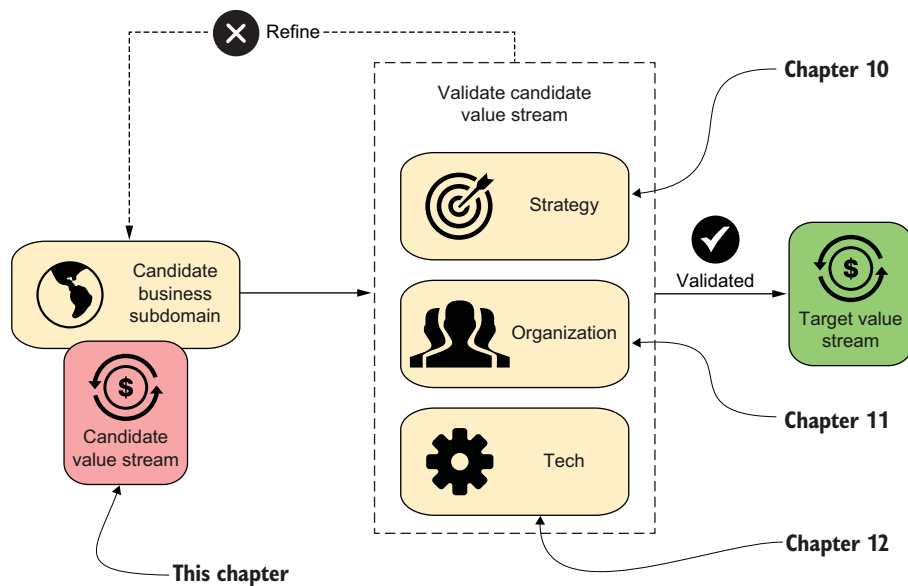 Refine
Chapter 10
Validate candidate
value stream
Strategy
Candidate
business
subdomain
Validated
$
Target value
stream
Organization
$
Candidate
value stream
Chapter 11
Tech
Chapter 12
This chapter